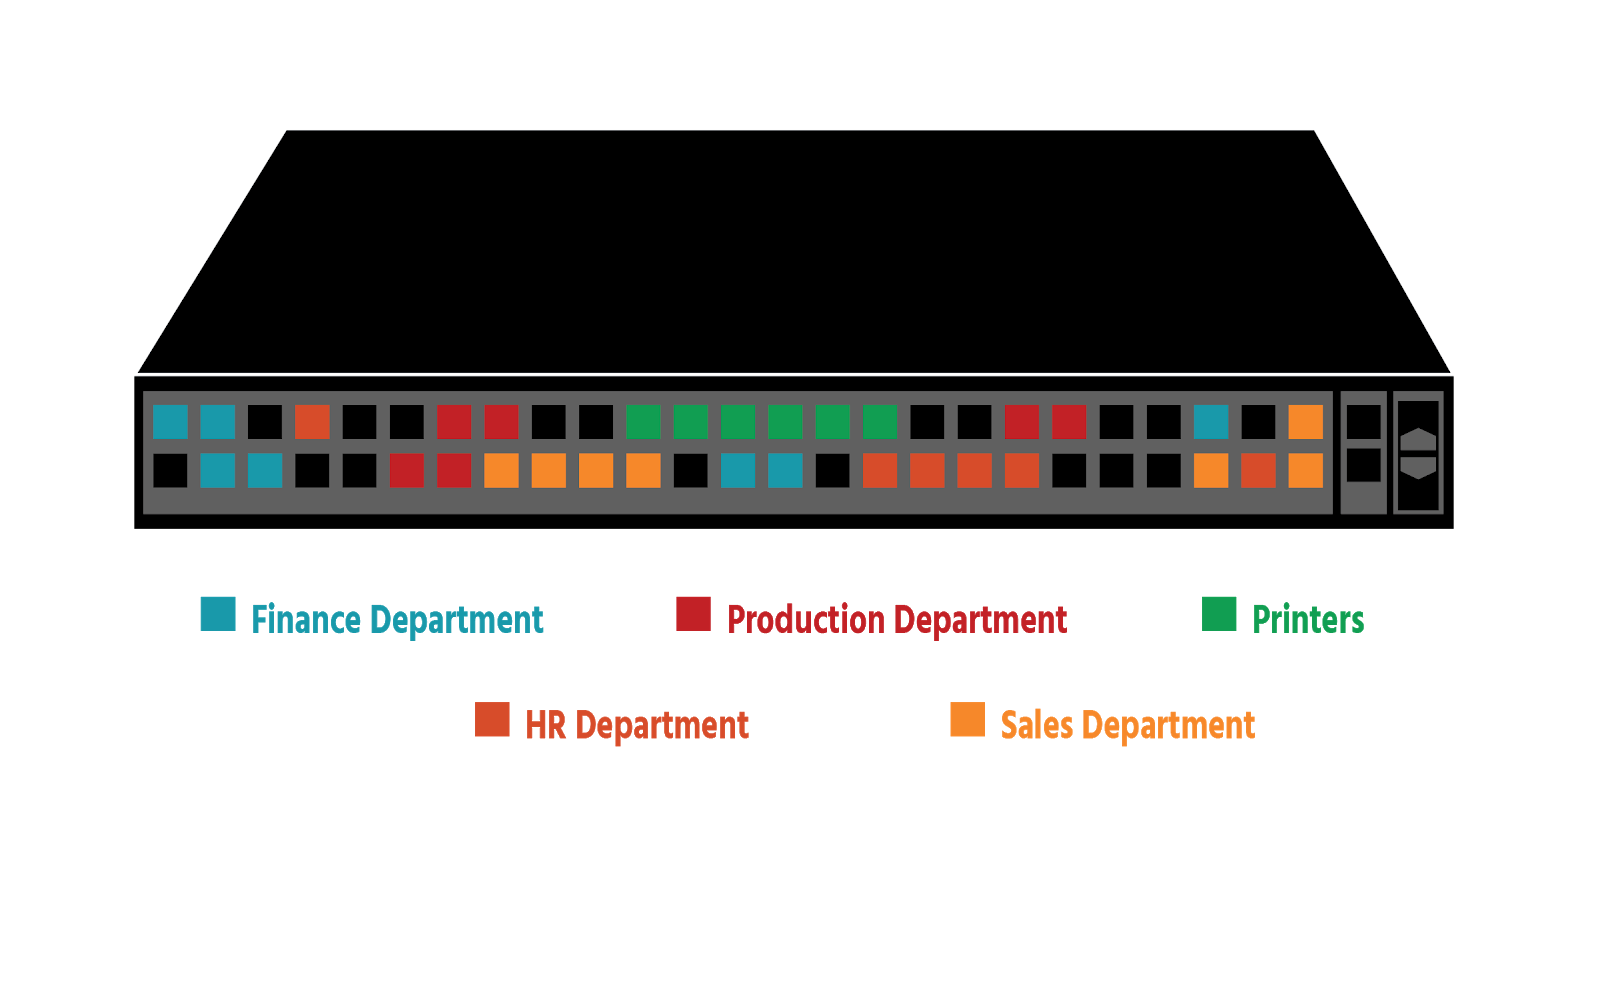 Finance Department
Production Department
Printers
HR Department
Sales Department